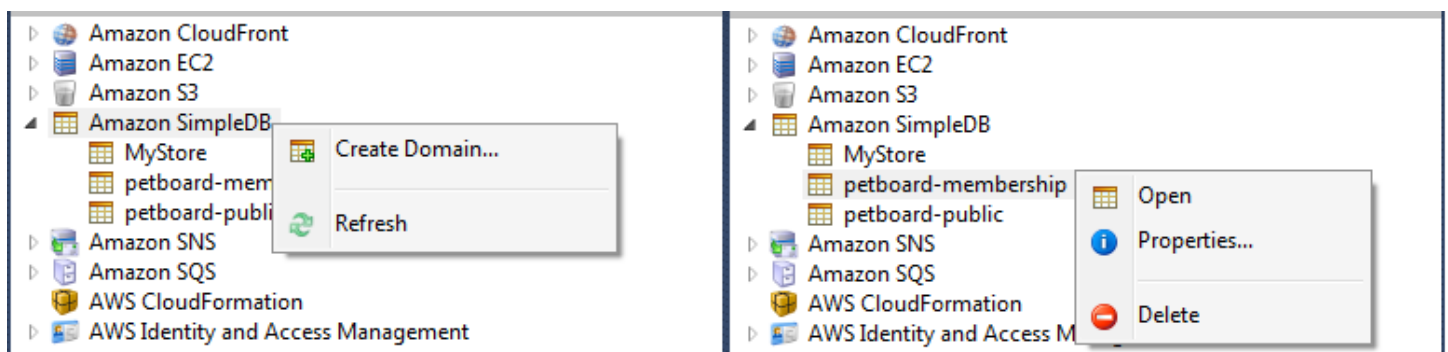 Amazon CloudFront
Amazon EC2
Amazon S3
Amazon SimpleDB
MyStore
petboard-mem
petboard-publi
Amazon SNS
Amazon SQS
AWS CloudFormation
AWS Identity and Access Management
Create Domain...
Refresh
Amazon CloudFront
Amazon EC2
Amazon S3
Amazon SimpleDB
MyStore
petboard-membership
petboard-public
Amazon SNS
Amazon SQS
AWS CloudFormation
AWS Identity and Access M
Open
Properties...
Delete